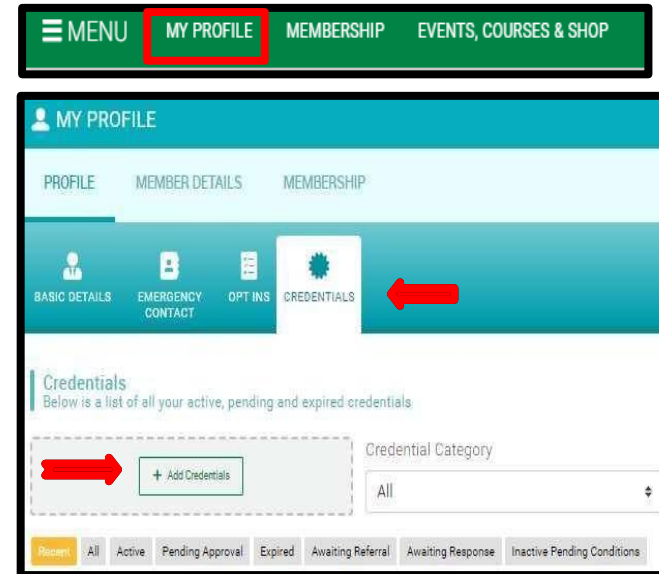 MENU MY PROFILE MEMBERSHIP EVENTS, COURSES & SHOP
MY PROFILE
PROFILE MEMBER DETAILS MEMBERSHIP
BASIC DETAILS EMERGENCY CONTACT OPT INS CREDENTIALS
Credentials
Below is a list of all your active, pending and expired credentials
Credential Category
+ Add Credentials
All
Recent All Active Pending Approval Expired Awaiting Referral Awaiting Response Inactive Pending Conditions